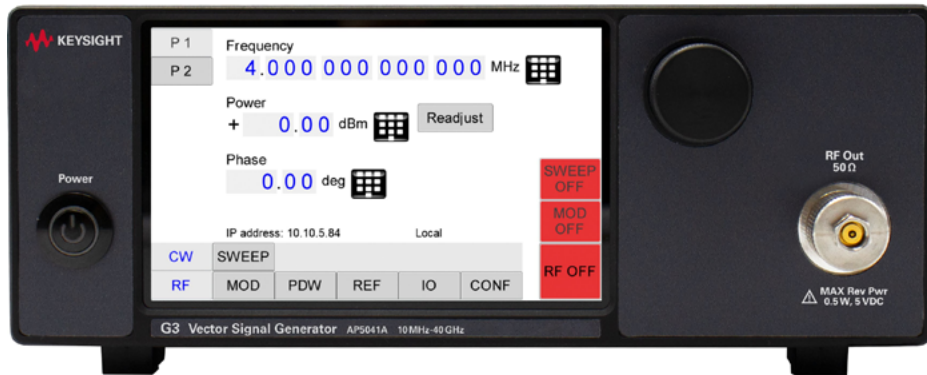 KEYSIGHT
P 1
P 2
Frequency
4.000 000 000 000 0 MHz
Power
+ 0.00 dBm
Readjust
Phase
0.00 deg
IP address: 10.10.5.84
Local
SWEEP OFF
MOD OFF
RF OFF
CW SWEEP
RF MOD PDW REF IO CONF
Power
RF Out
50 Ω
MAX Rev Pwr
0.5 W, 5 VDC
G3 Vector Signal Generator AP5041A 10 MHz-40 GHz